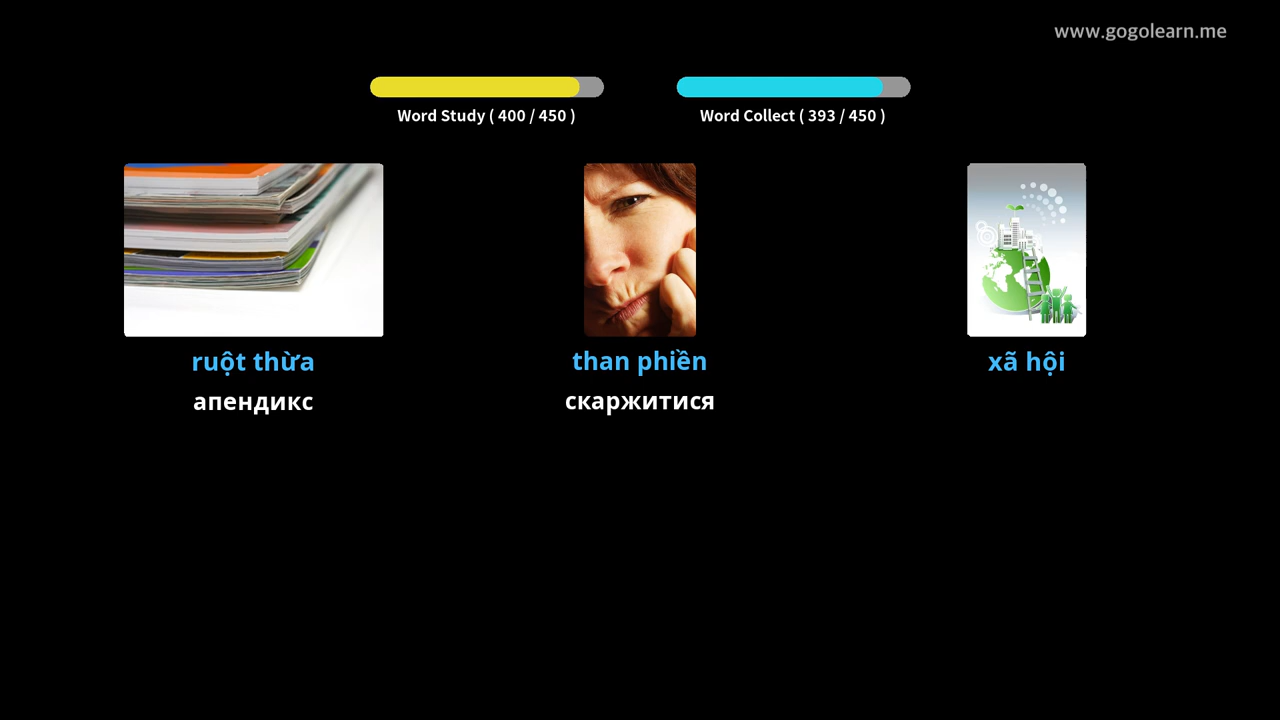 www.gogolearn.me
Word Study ( 400 / 450 )
Word Collect ( 393 / 450 )
ruột thừa
апендикс
than phiền
скаржитися
xã hội